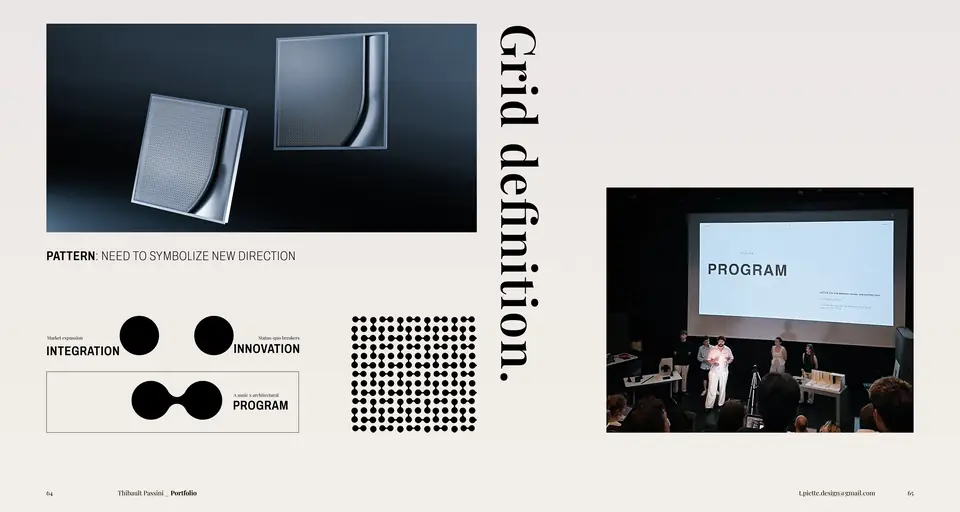 Grid definition.
PATTERN: NEED TO SYMBOLIZE NEW DIRECTION
Market expansion
INTEGRATION
Status-quo breakers
INNOVATION
A music x architectural
PROGRAM
PROGRAM
64
Thibault Passini _ Portfolio
t.piette.design@gmail.com
65